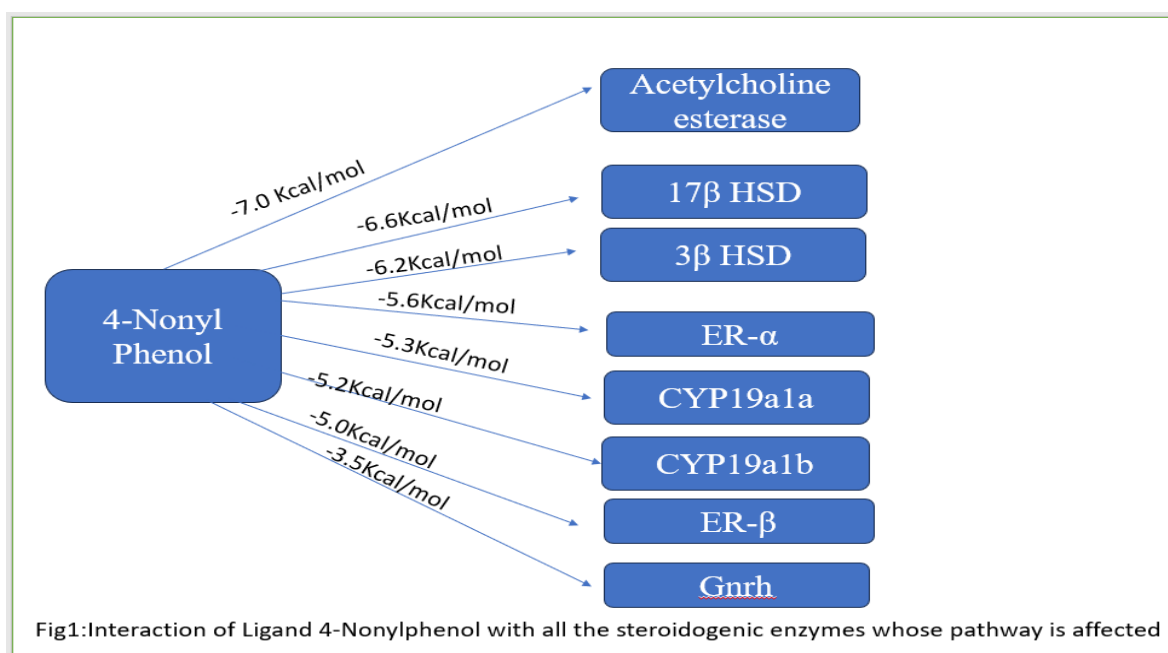 Acetylcholine
esterase
-7.0 Kcal/mol
17β HSD
-6.6Kcal/mol
3β HSD
-6.2Kcal/mol
4-Nonyl
Phenol
-5.6Kcal/mol
ER-α
-5.3Kcal/mol
CYP19a1a
-5.2Kcal/mol
CYP19a1b
-5.0Kcal/mol
ER-β
-3.5Kcal/mol
Gnrh
Fig1:Interaction of Ligand 4-Nonylphenol with all the steroidogenic enzymes whose pathway is affected